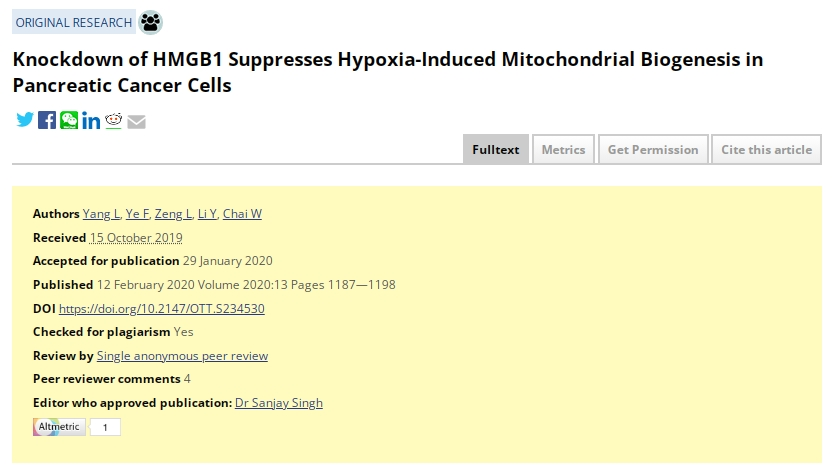 ORIGINAL RESEARCH
Knockdown of HMGB1 Suppresses Hypoxia-Induced Mitochondrial Biogenesis in
Pancreatic Cancer Cells
Fulltext Metrics Get Permission Cite this article
Authors Yang L, Ye F, Zeng L, Li Y, Chai W
Received 15 October 2019
Accepted for publication 29 January 2020
Published 12 February 2020 Volume 2020:13 Pages 1187—1198
DOI https://doi.org/10.2147/OTT.S234530
Checked for plagiarism Yes
Review by Single anonymous peer review
Peer reviewer comments 4
Editor who approved publication: Dr Sanjay Singh
Altmetric 1